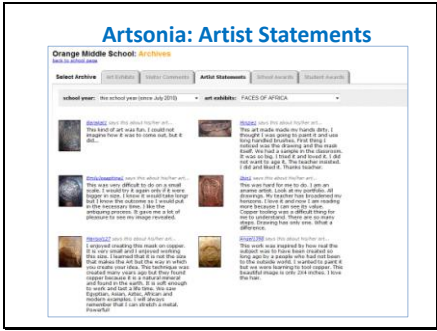 Artsonia: Artist Statements
Orange Middle School: Archives
back to school page
Select Archive
Art Exhibits
Visitor Comments
Artist Statements
School Awards
Student Awards
school year: this school year (since July 2010)
art exhibits: FACES OF AFRICA
says this about his/her art...
This kind of art was fun. I could not
imagine how it was to come out, but it
did...
says this about his/her art...
This was very difficult to do on a small
scale. I would try it again only if it were
bigger in size. I know it would take longr
but I know the outcome so I would put
in the necessary time. I like the
antiquing process. It gave me a lot of
pleasure to see my image revealed.
says this about his/her art...
I enjoyed creating this mask on copper.
It is very small and I enjoyed working
this size. I learned that it is not the size
that makes the Art but the way in which
you create your idea. This technique was
created many years ago but they found
copper because it is a natural mineral
and found in the earth. It is soft enough
to work and last a life time. We saw
Egyptian, Asian, Aztec, African and
modern examples. I will always
remember that I can stretch a metal.
Powerful!
says this about his/her art...
This art made made my hands dirty. I
thought I was going to paint it and use
long handled brushes. First thing I
noticed was the drawing and the mask
itself. We had a sample in the classroom.
It was so big. I tried it and loved it. I did
not want to age it. The teacher insisted.
I did and liked it. Thanks teacher.
says this about his/her art...
This was hard for me to do. I am an
anime artist. Look at my portfolio. All
drawings. My teacher has broadened my
horizons. I love it and now I am reading
more because I can see its value.
Copper tooling was a difficult thing for
me to understand. There are so many
steps. Drawing has only one. What a
difference.
says this about his/her art...
This work was inspired by how real the
subject was to have been created so
long ago by a people who had not been
to the outside world. I wanted to paint it
but we were learning to tool copper. This
beautiful image is only 2X4 inches. I love
the hair.